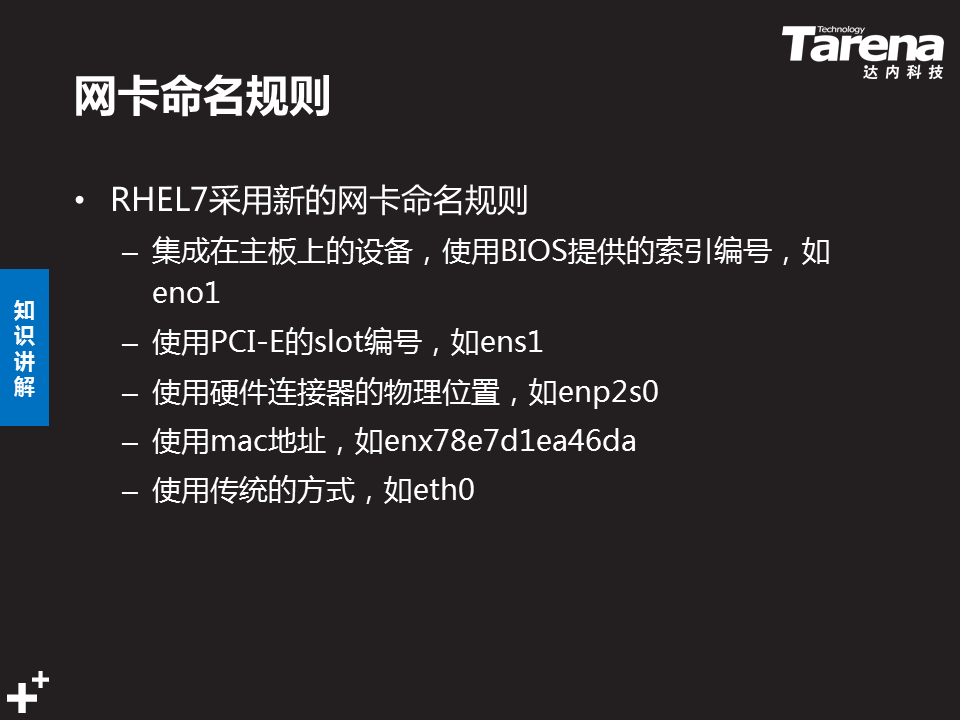 Technology
Tarena
达内科技
网卡命名规则
• RHEL7采用新的网卡命名规则
– 集成在主板上的设备，使用BIOS提供的索引编号，如
eno1
– 使用PCI-E的slot编号，如ens1
– 使用硬件连接器的物理位置，如enp2s0
– 使用mac地址，如enx78e7d1ea46da
– 使用传统的方式，如eth0
知
识
讲
解